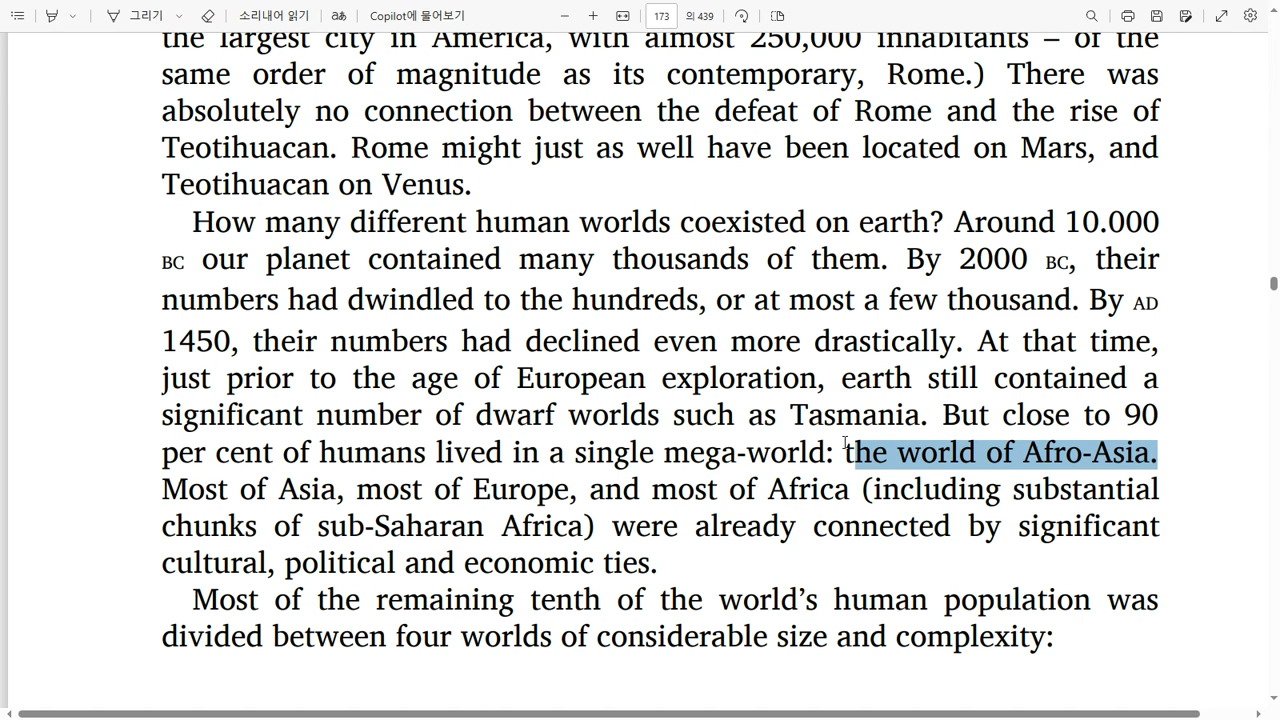 그리기 소리내어 읽기 aあ Copilot에 물어보기 173 의 439
the largest city in America, with almost 250,000 inhabitants – of the
same order of magnitude as its contemporary, Rome.) There was
absolutely no connection between the defeat of Rome and the rise of
Teotihuacan. Rome might just as well have been located on Mars, and
Teotihuacan on Venus.
How many different human worlds coexisted on earth? Around 10.000
BC our planet contained many thousands of them. By 2000 BC, their
numbers had dwindled to the hundreds, or at most a few thousand. By AD
1450, their numbers had declined even more drastically. At that time,
just prior to the age of European exploration, earth still contained a
significant number of dwarf worlds such as Tasmania. But close to 90
per cent of humans lived in a single mega-world: the world of Afro-Asia.
Most of Asia, most of Europe, and most of Africa (including substantial
chunks of sub-Saharan Africa) were already connected by significant
cultural, political and economic ties.
Most of the remaining tenth of the world’s human population was
divided between four worlds of considerable size and complexity: